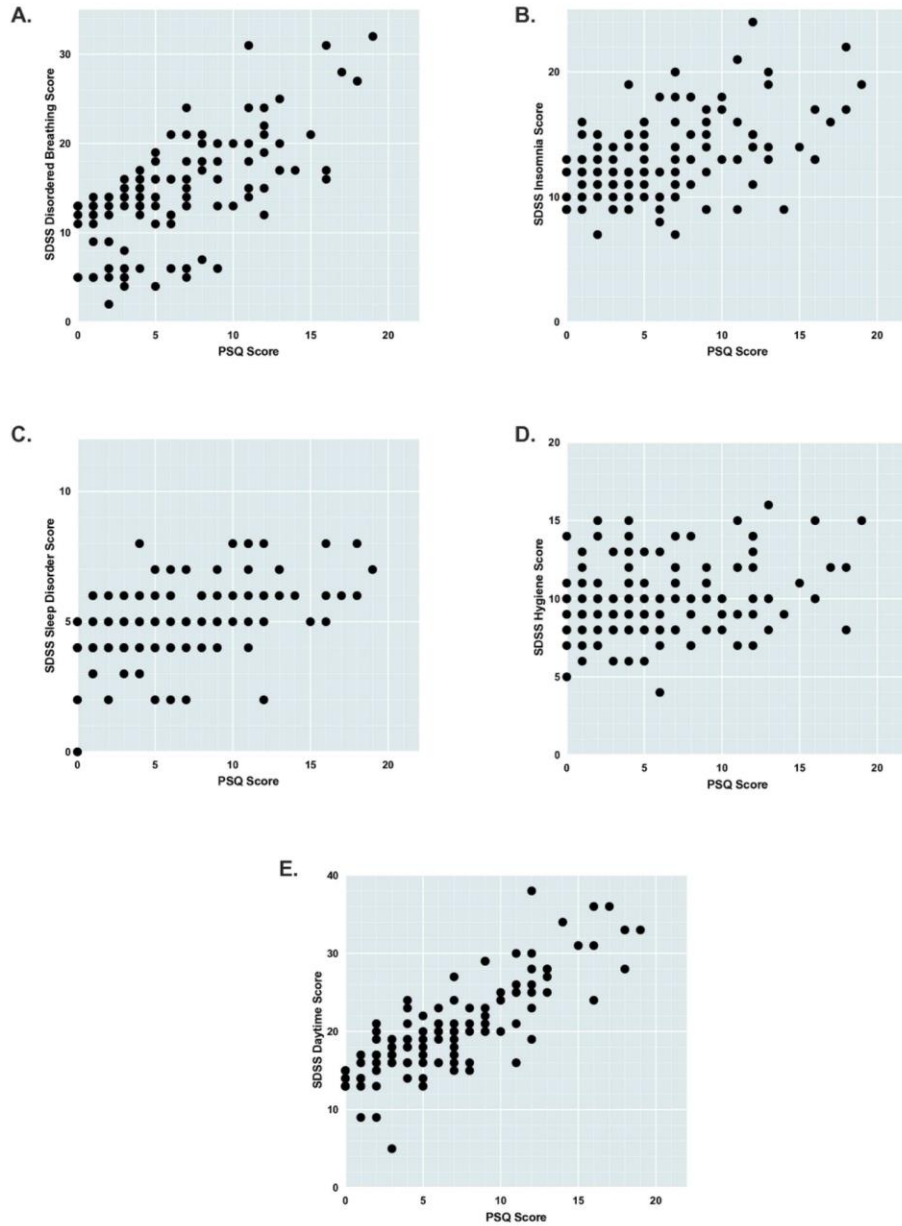 A.
SDSS Disordered Breathing Score
30
20
10
0
0 5 10 15 20
PSQ Score
B.
SDSS Insomnia Score
20
10
0
0 5 10 15 20
PSQ Score
C.
SDSS Sleep Disorder Score
10
5
0
0 5 10 15 20
PSQ Score
D.
SDSS Hygiene Score
20
15
10
5
0
0 5 10 15 20
PSQ Score
E.
SDSS Daytime Score
40
30
20
10
0
0 5 10 15 20
PSQ Score